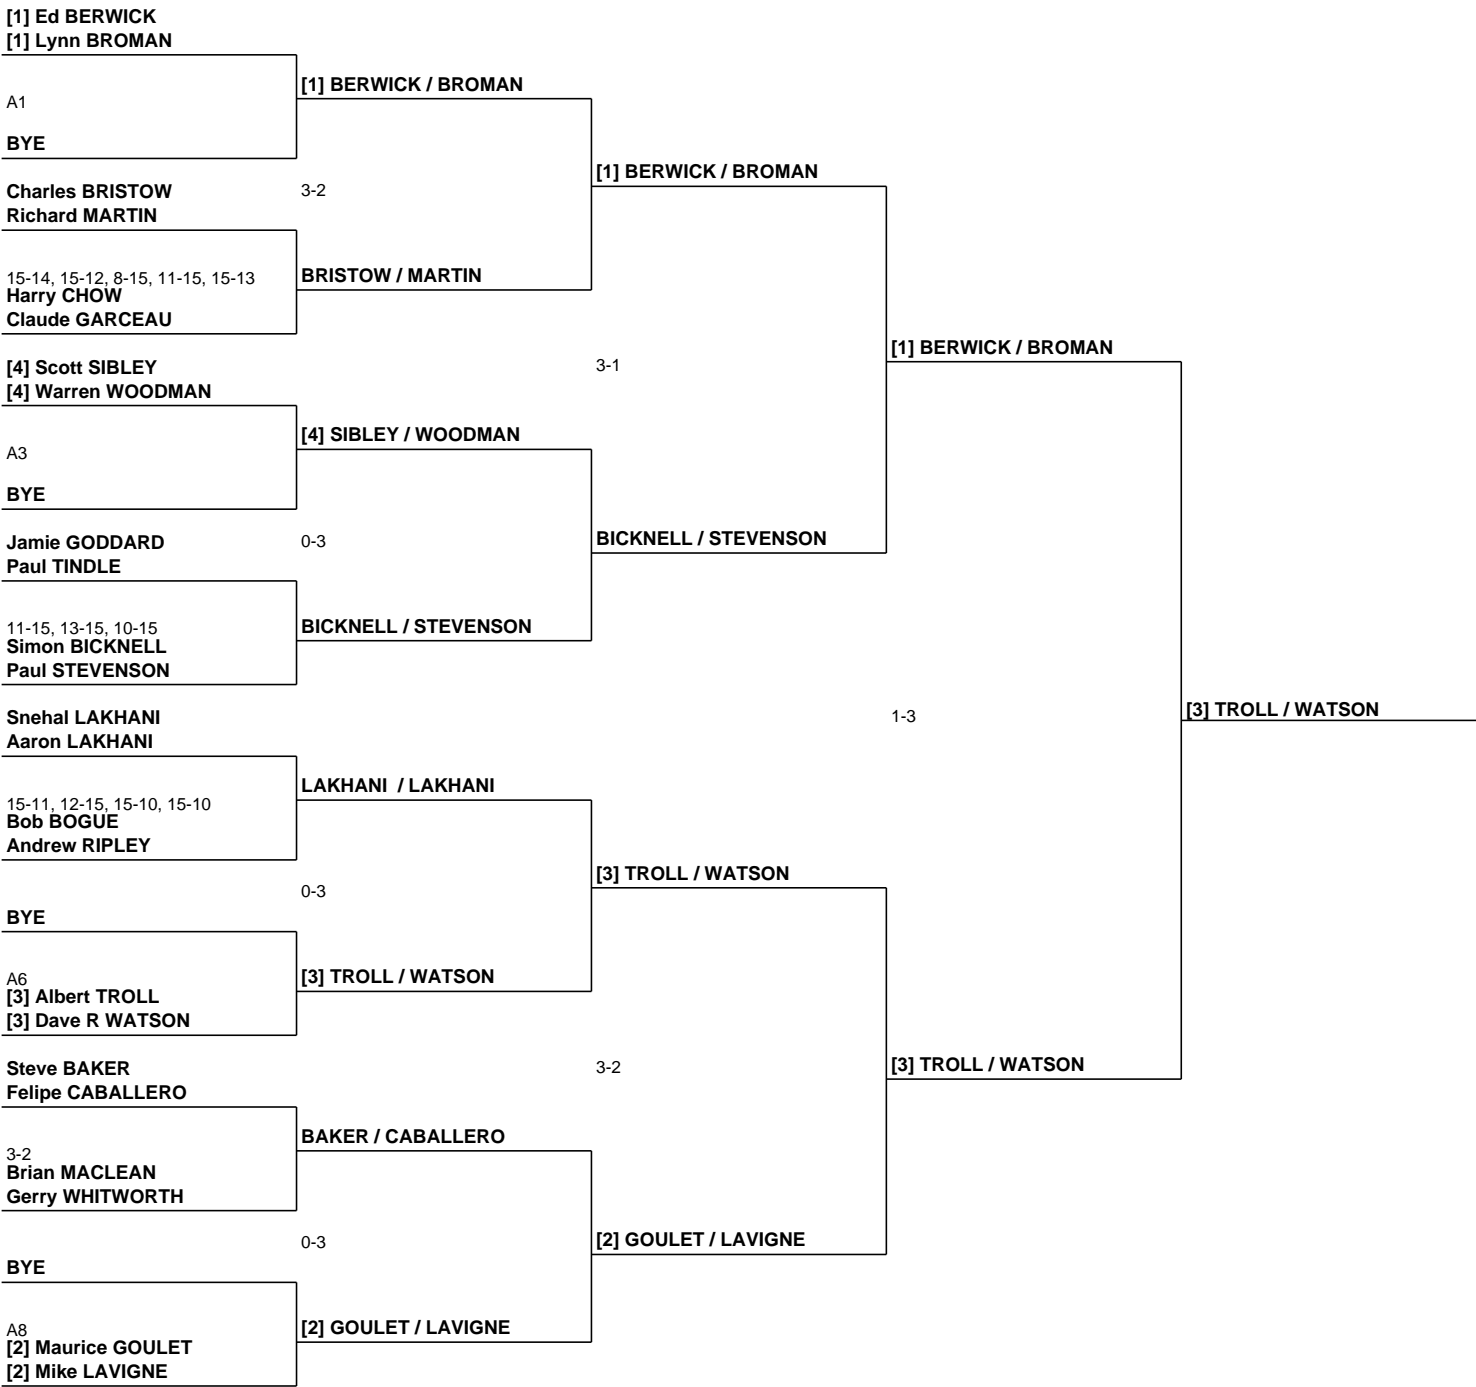 [1] Ed BERWICK
[1] Lynn BROMAN
[1] BERWICK / BROMAN
A1
BYE
[1] BERWICK / BROMAN
Charles BRISTOW
3-2
Richard MARTIN
15-14, 15-12, 8-15, 11-15, 15-13
BRISTOW / MARTIN
Harry CHOW
Claude GARCEAU
[1] BERWICK / BROMAN
[4] Scott SIBLEY
3-1
[4] Warren WOODMAN
[4] SIBLEY / WOODMAN
A3
BYE
Jamie GODDARD
0-3
BICKNELL / STEVENSON
Paul TINDLE
11-15, 13-15, 10-15
BICKNELL / STEVENSON
Simon BICKNELL
Paul STEVENSON
Snehal LAKHANI
1-3
[3] TROLL / WATSON
Aaron LAKHANI
LAKHANI / LAKHANI
15-11, 12-15, 15-10, 15-10
Bob BOGUE
Andrew RIPLEY
[3] TROLL / WATSON
0-3
BYE
A6
[3] TROLL / WATSON
[3] Albert TROLL
[3] Dave R WATSON
Steve BAKER
3-2
[3] TROLL / WATSON
Felipe CABALLERO
BAKER / CABALLERO
3-2
Brian MACLEAN
Gerry WHITWORTH
0-3
[2] GOULET / LAVIGNE
BYE
A8
[2] GOULET / LAVIGNE
[2] Maurice GOULET
[2] Mike LAVIGNE